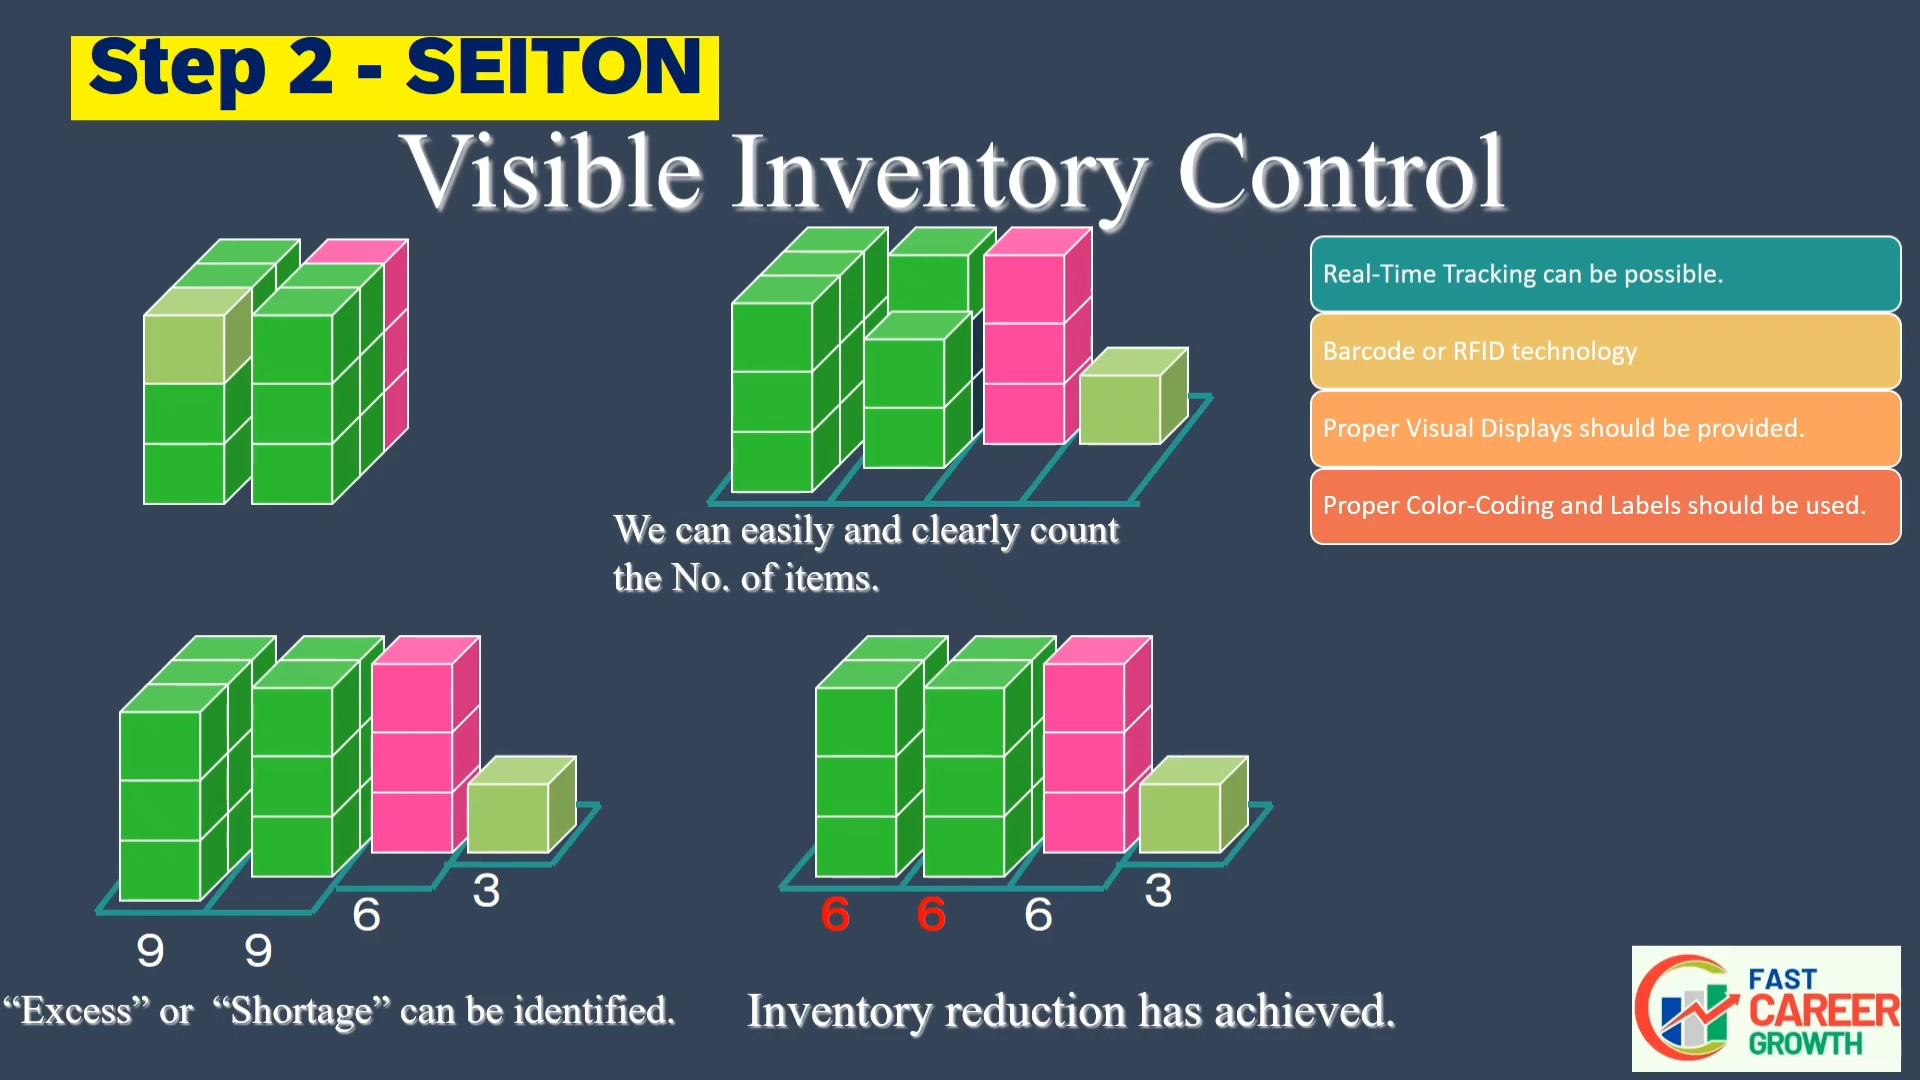 Step 2 - SEITON
Visible Inventory Control
Real-Time Tracking can be possible.
Barcode or RFID technology
Proper Visual Displays should be provided.
Proper Color-Coding and Labels should be used.
We can easily and clearly count
the No. of items.
9 9 6 3
6 6 6 3
“Excess” or “Shortage” can be identified.
Inventory reduction has achieved.
FAST
CAREER
GROWTH